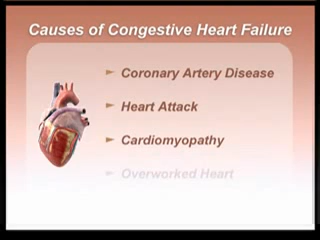 Causes of Congestive Heart Failure
Coronary Artery Disease
Heart Attack
Cardiomyopathy
Overworked Heart